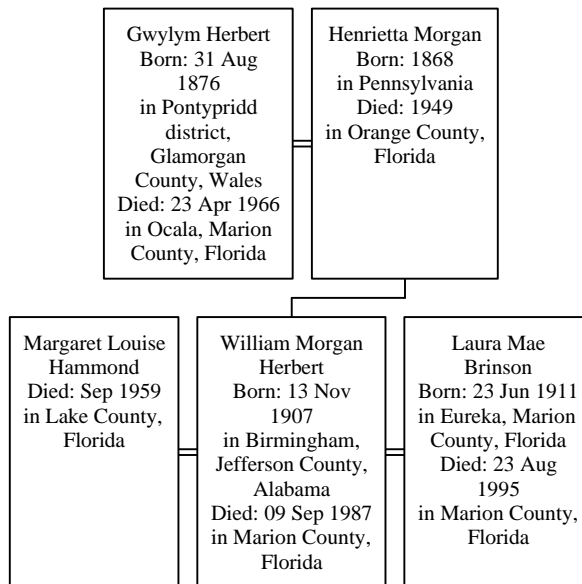 Gwylym Herbert
Born: 31 Aug
1876
in Pontypridd
district,
Glamorgan
County, Wales
Died: 23 Apr 1966
in Ocala, Marion
County, Florida
Henrietta Morgan
Born: 1868
in Pennsylvania
Died: 1949
in Orange County,
Florida
Margaret Louise
Hammond
Died: Sep 1959
in Lake County,
Florida
William Morgan
Herbert
Born: 13 Nov
1907
in Birmingham,
Jefferson County,
Alabama
Died: 09 Sep 1987
in Marion County,
Florida
Laura Mae
Brinson
Born: 23 Jun 1911
in Eureka, Marion
County, Florida
Died: 23 Aug
1995
in Marion County,
Florida